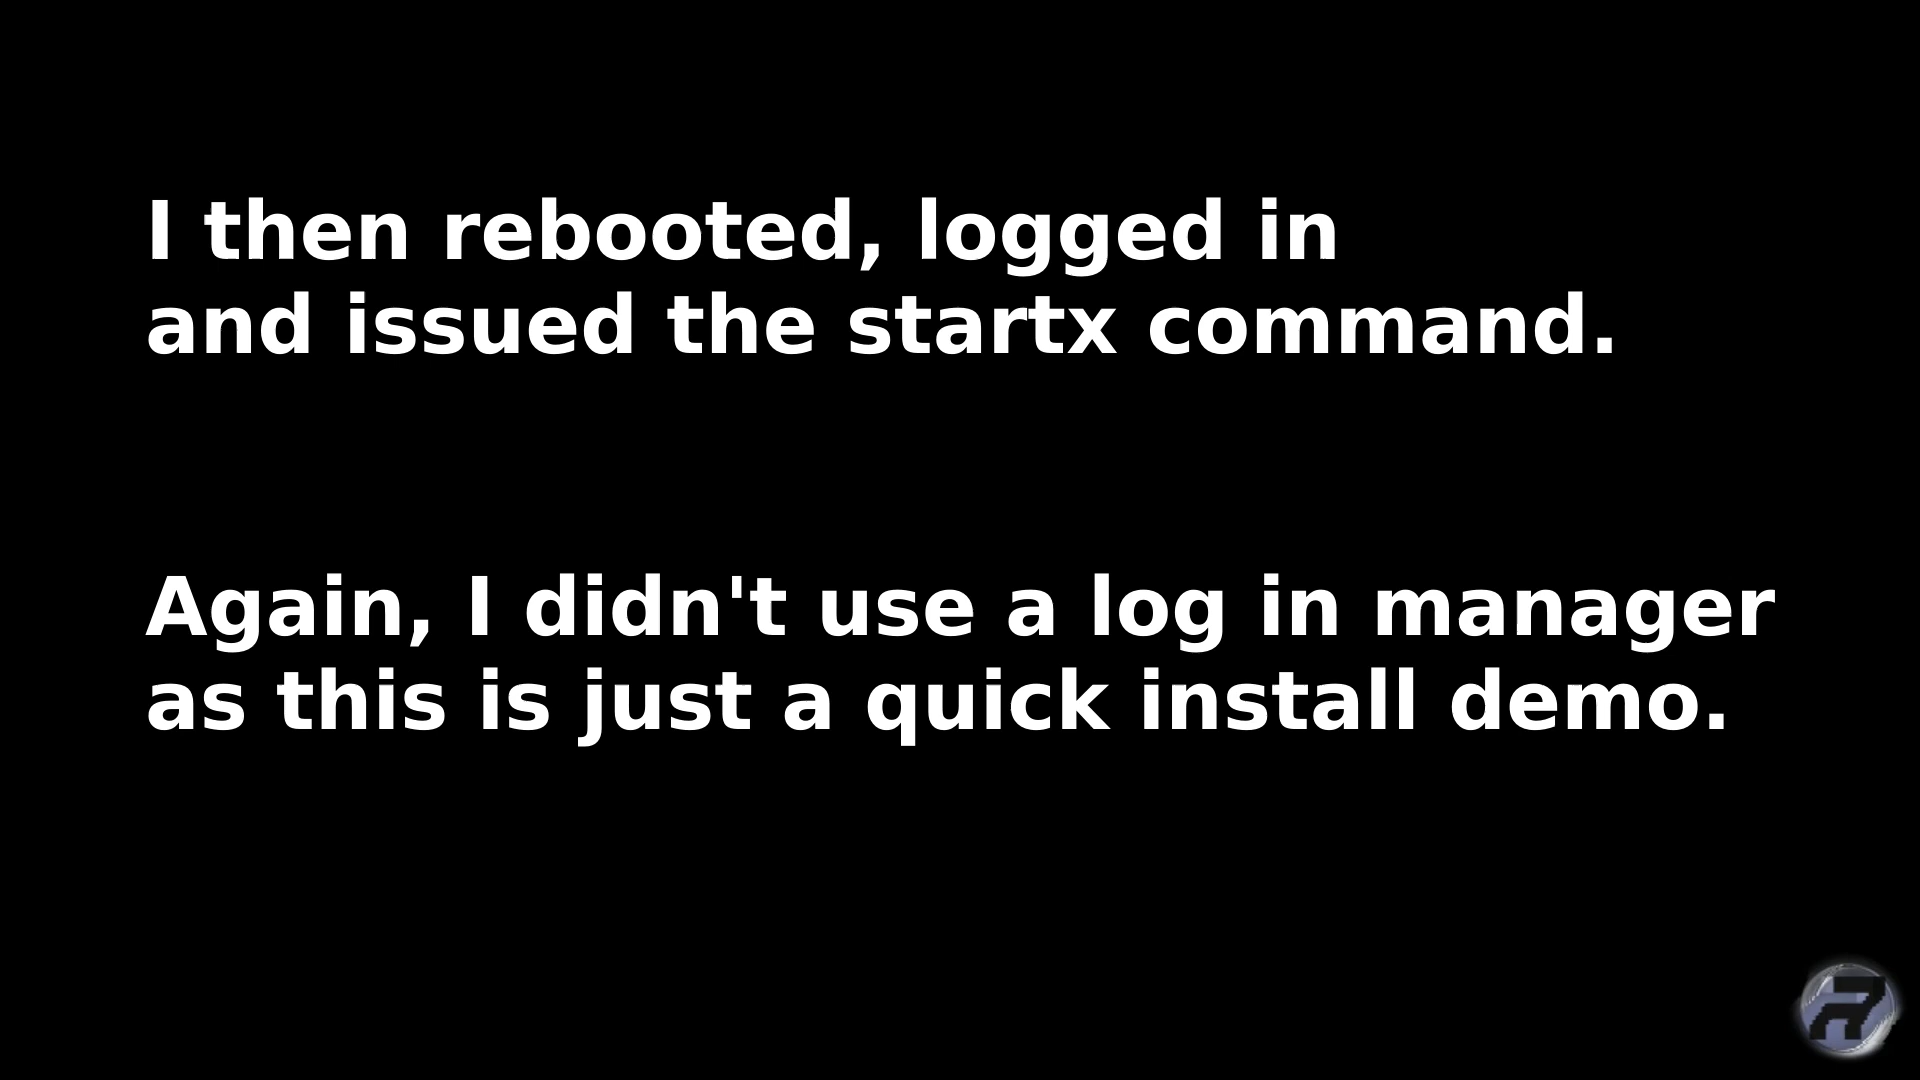 I then rebooted, logged in
and issued the startx command.
Again, I didn't use a log in manager
as this is just a quick install demo.